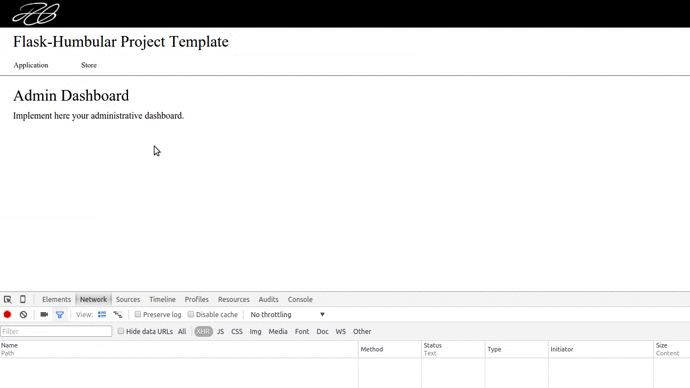 Flask-Humbular Project Template
Application Store
Admin Dashboard
Implement here your administrative dashboard.
Elements Network Sources Timeline Profiles Resources Audits Console
View: Preserve log Disable cache No throttling
Filter Hide data URLs All XHR JS CSS Img Media Font Doc WS Other
Name Method Status Type Initiator Size
Path Text Content